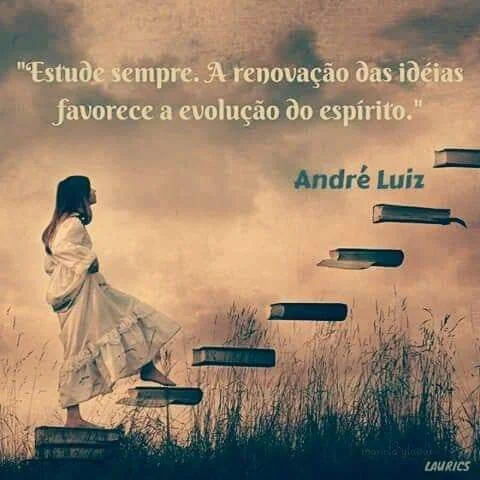 "Estude sempre. A renovação das idéias
favorece a evolução do espírito."
André Luiz
LAURICS